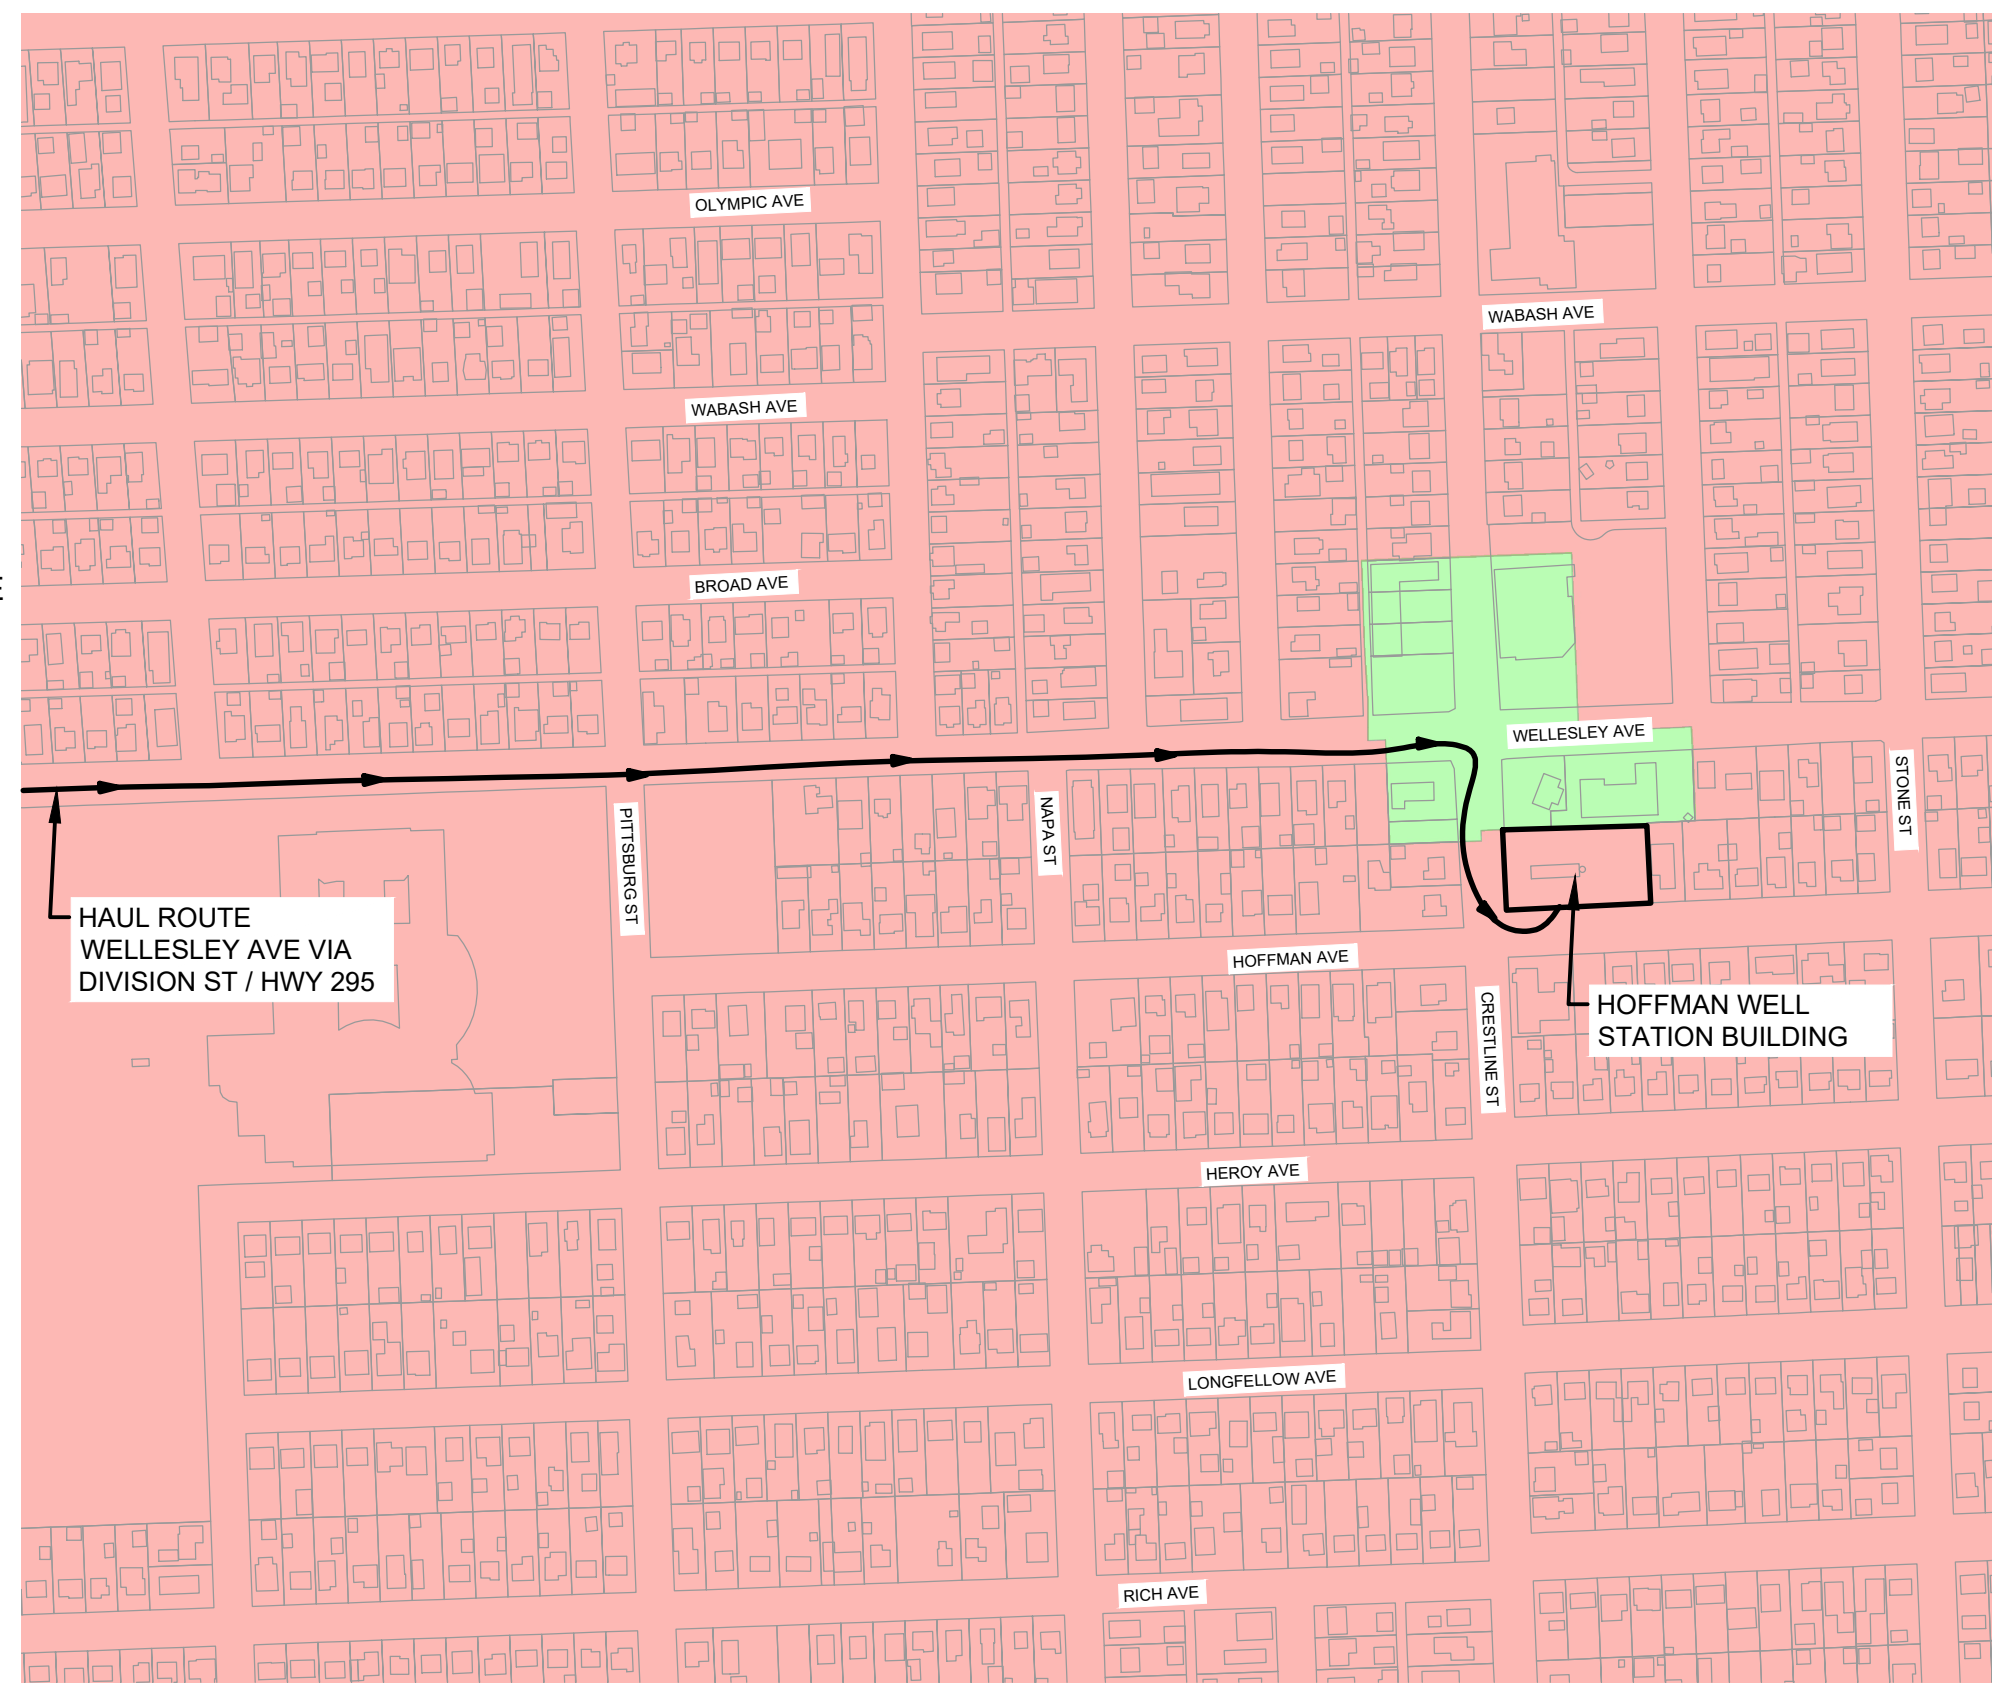 OLYMPIC AVE
WABASH AVE
WABASH AVE
BROAD AVE
E
WELLESLEY AVE
STONE ST
NAPA ST
PITTSBURG ST
HAUL ROUTE
WELLESLEY AVE VIA
DIVISION ST / HWY 295
HOFFMAN AVE
CRESTLINE ST
HOFFMAN WELL
STATION BUILDING
HEROY AVE
LONGFELLOW AVE
RICH AVE